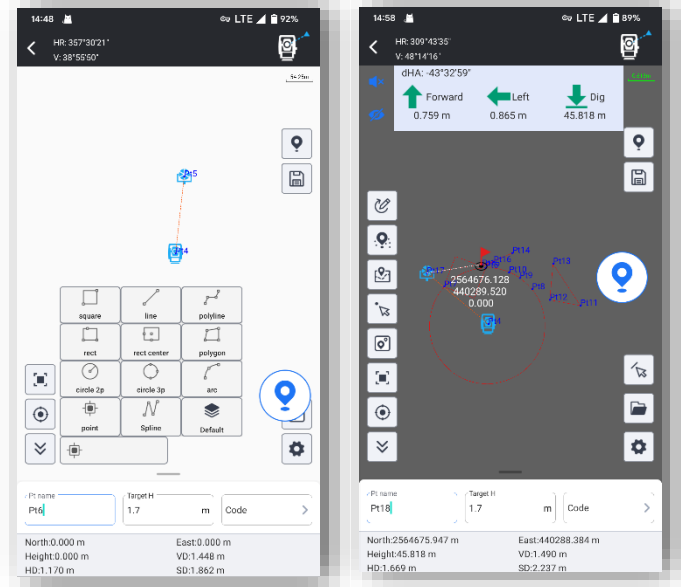 14:48
LTE 92%
HR: 357°30'21"
V: 38°55'50"
54.25m
Pt5
Pt4
square
line
polyline
rect
rect center
polygon
circle 2p
circle 3p
arc
point
Spline
Default
Pt name
Pt6
Target H
1.7 m
Code
North:0.000 m
East:0.000 m
Height:0.000 m
VD:1.448 m
HD:1.170 m
SD:1.862 m
14:58
LTE 89%
HR: 309°43'35"
V: 48°14'16"
dHA: -43°32'59"
Forward
Left
Dig
0.759 m
0.865 m
45.818 m
Pt14
Pt16
Pt13
Pt10
Pt9
Pt8
Pt12
Pt11
2564676.128
440289.520
0.000
Pt4
Pt name
Pt18
Target H
1.7 m
Code
North:2564675.947 m
East:440288.384 m
Height:45.818 m
VD:1.490 m
HD:1.669 m
SD:2.237 m